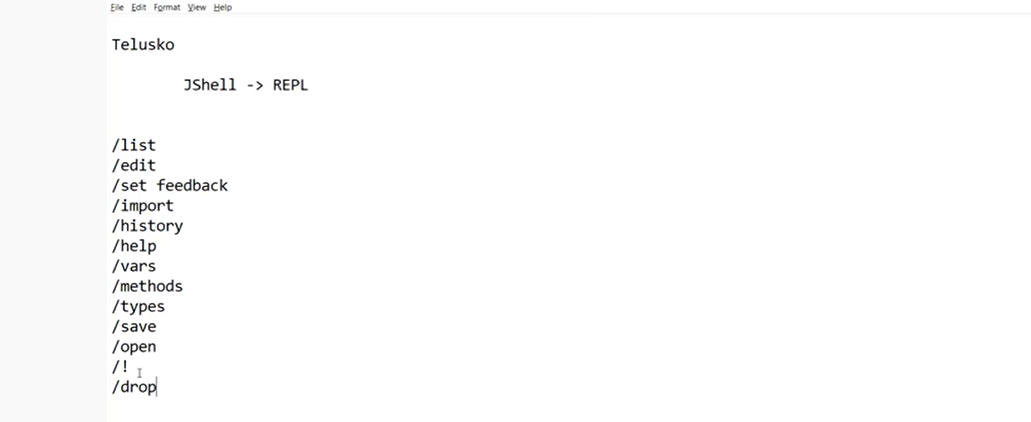 File Edit Format View Help
Telusko
JShell -> REPL
/list
/edit
/set feedback
/import
/history
/help
/vars
/methods
/types
/save
/open
/!
/drop